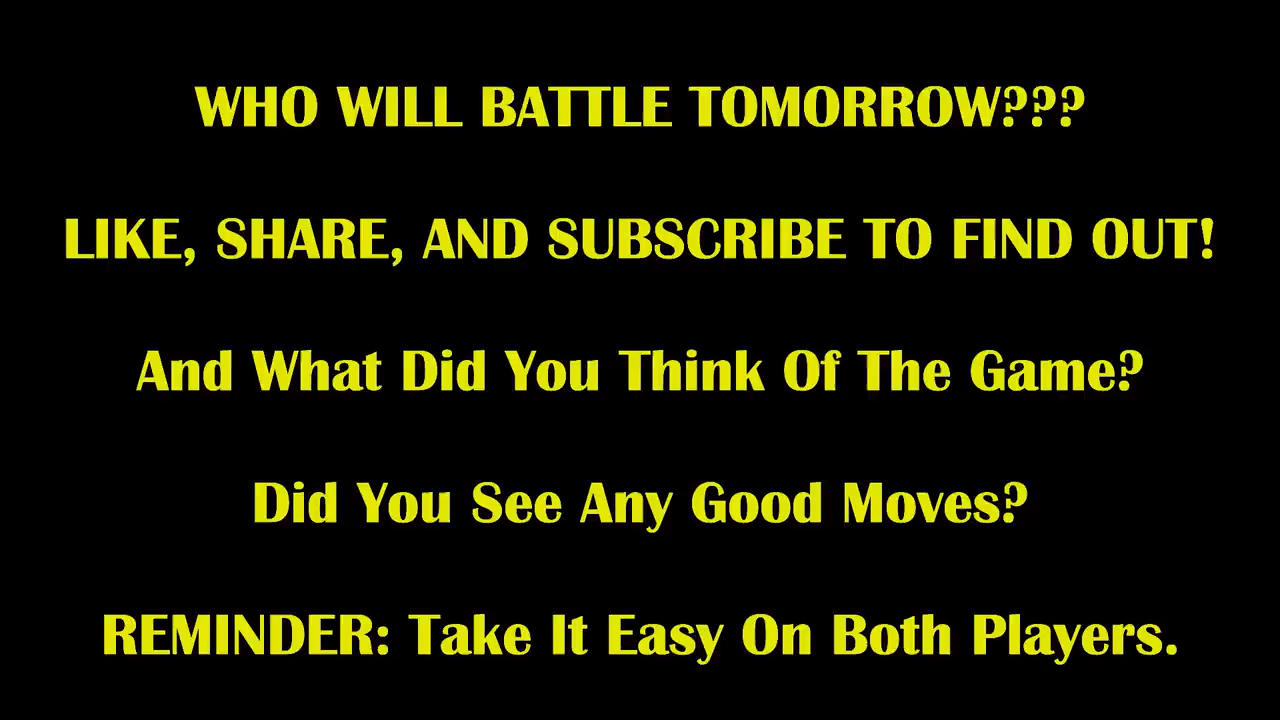 WHO WILL BATTLE TOMORROW???
LIKE, SHARE, AND SUBSCRIBE TO FIND OUT!
And What Did You Think Of The Game?
Did You See Any Good Moves?
REMINDER: Take It Easy On Both Players.